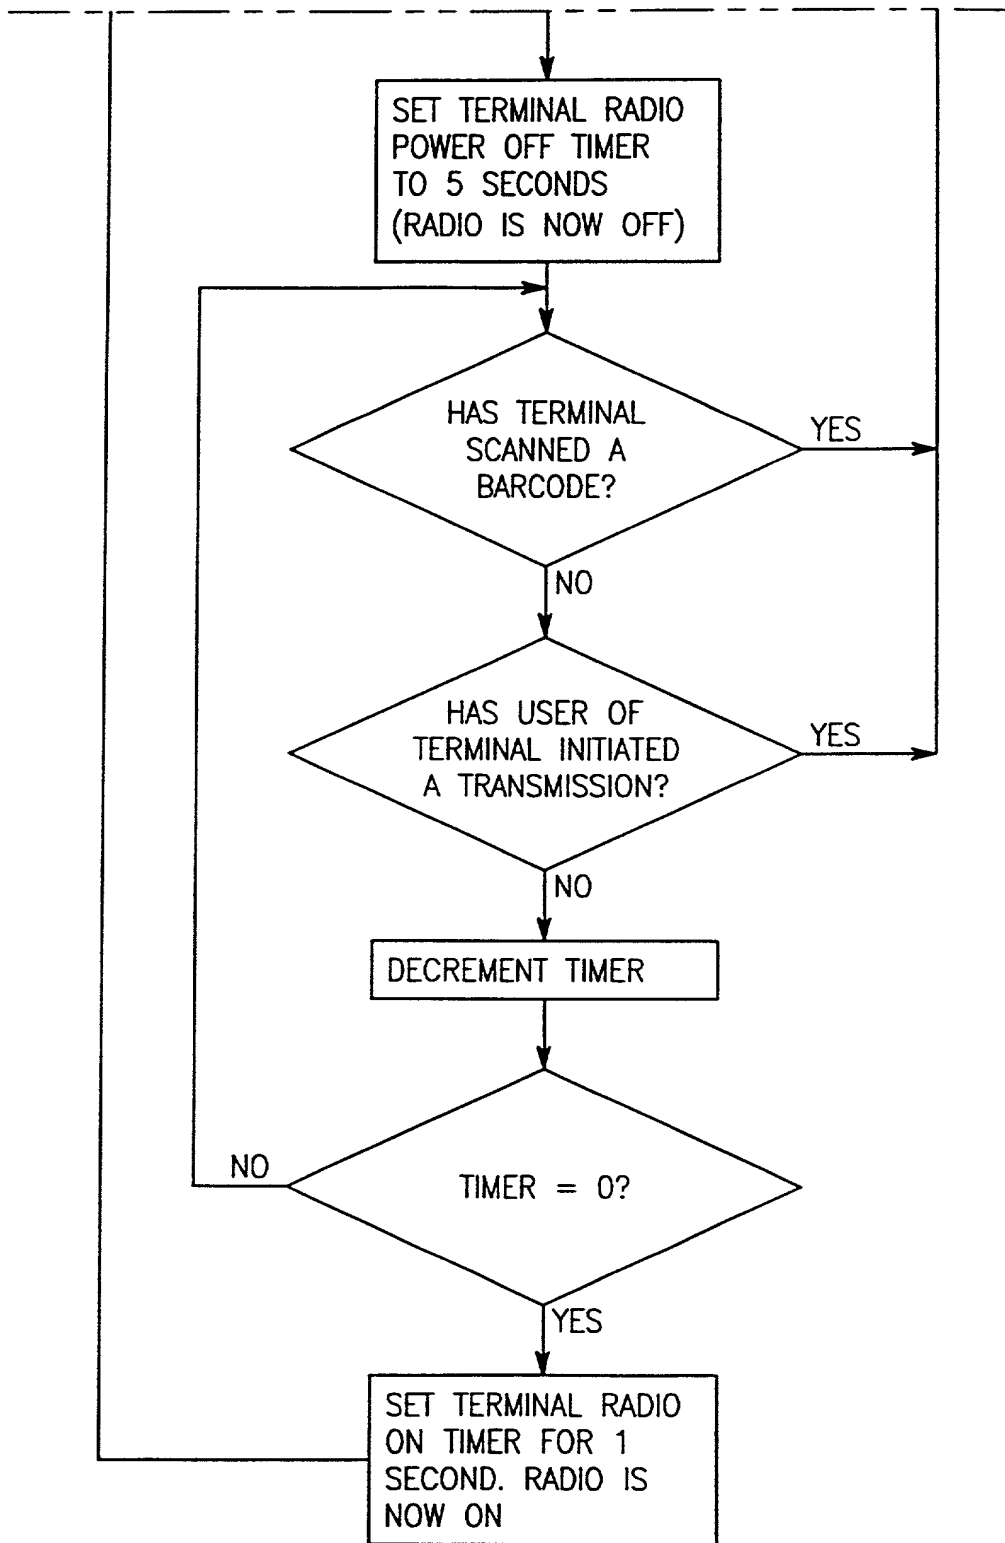 SET TERMINAL RADIO
POWER OFF TIMER
TO 5 SECONDS
(RADIO IS NOW OFF)
HAS TERMINAL
SCANNED A
BARCODE?
YES
NO
HAS USER OF
TERMINAL INITIATED
A TRANSMISSION?
YES
NO
DECREMENT TIMER
NO
TIMER = 0?
YES
SET TERMINAL RADIO
ON TIMER FOR 1
SECOND. RADIO IS
NOW ON